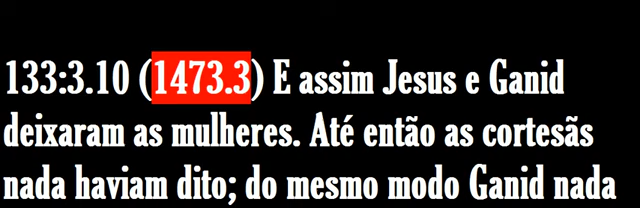 133:3.10 (1473.3) E assim Jesus e Ganid
deixaram as mulheres. Até então as cortesãs
nada haviam dito; do mesmo modo Ganid nada